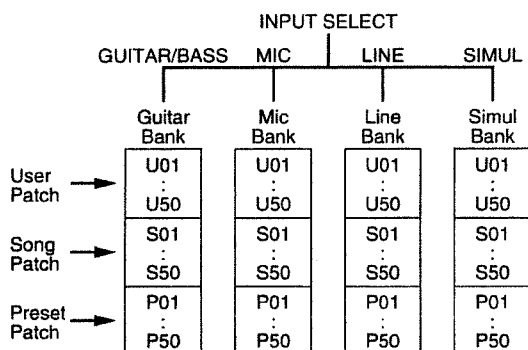 INPUT SELECT
GUITAR/BASS MIC LINE SIMUL
Guitar Bank
Mic Bank
Line Bank
Simul Bank
User Patch
U01 U01 U01 U01
: : : :
U50 U50 U50 U50
Song Patch
S01 S01 S01 S01
: : : :
S50 S50 S50 S50
Preset Patch
P01 P01 P01 P01
: : : :
P50 P50 P50 P50